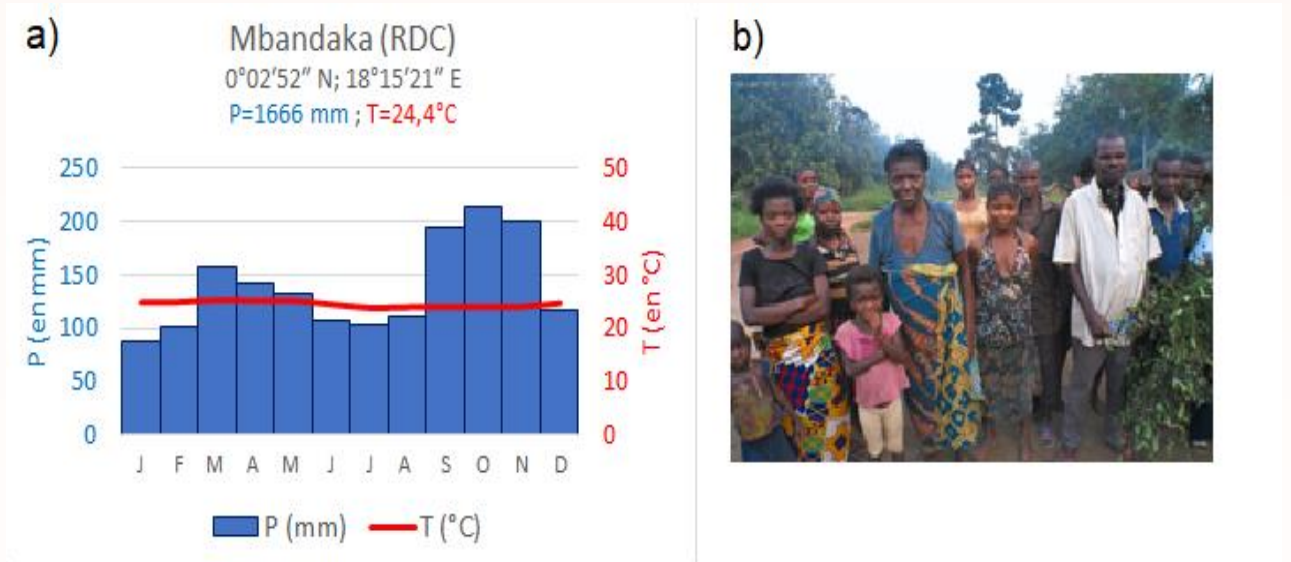 a)
Mbandaka (RDC)
0°02'52" N; 18°15'21" E
P=1666 mm ; T=24,4°C
P (en mm)
250
200
150
100
50
0
T (en °C)
50
40
30
20
10
0
J F M A M J J A S O N D
P (mm) T (°C)
b)